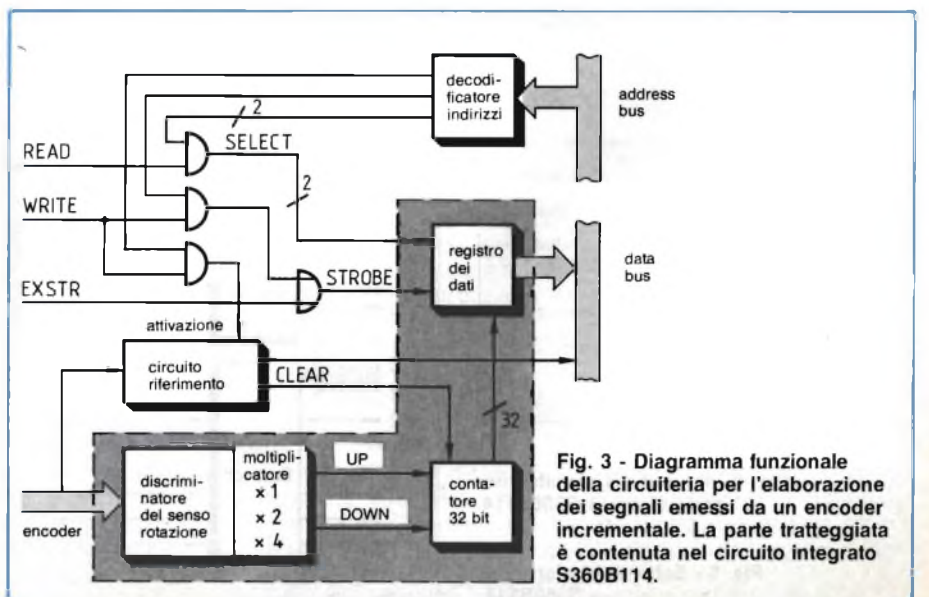 decodi-
ficatore
indirizzi
address
bus
2
SELECT
READ
2
WRITE
registro
dei
dati
data
bus
STROBE
EXSTR
attivazione
circuito
riferimento
CLEAR
32
discrimi-
natore
del senso
rotazione
moltipli-
catore
× 1
× 2
× 4
UP
DOWN
conta-
tore
32 bit
encoder
Fig. 3 - Diagramma funzionale
della circuiteria per l'elaborazione
dei segnali emessi da un encoder
incrementale. La parte tratteggiata
è contenuta nel circuito integrato
S360B114.